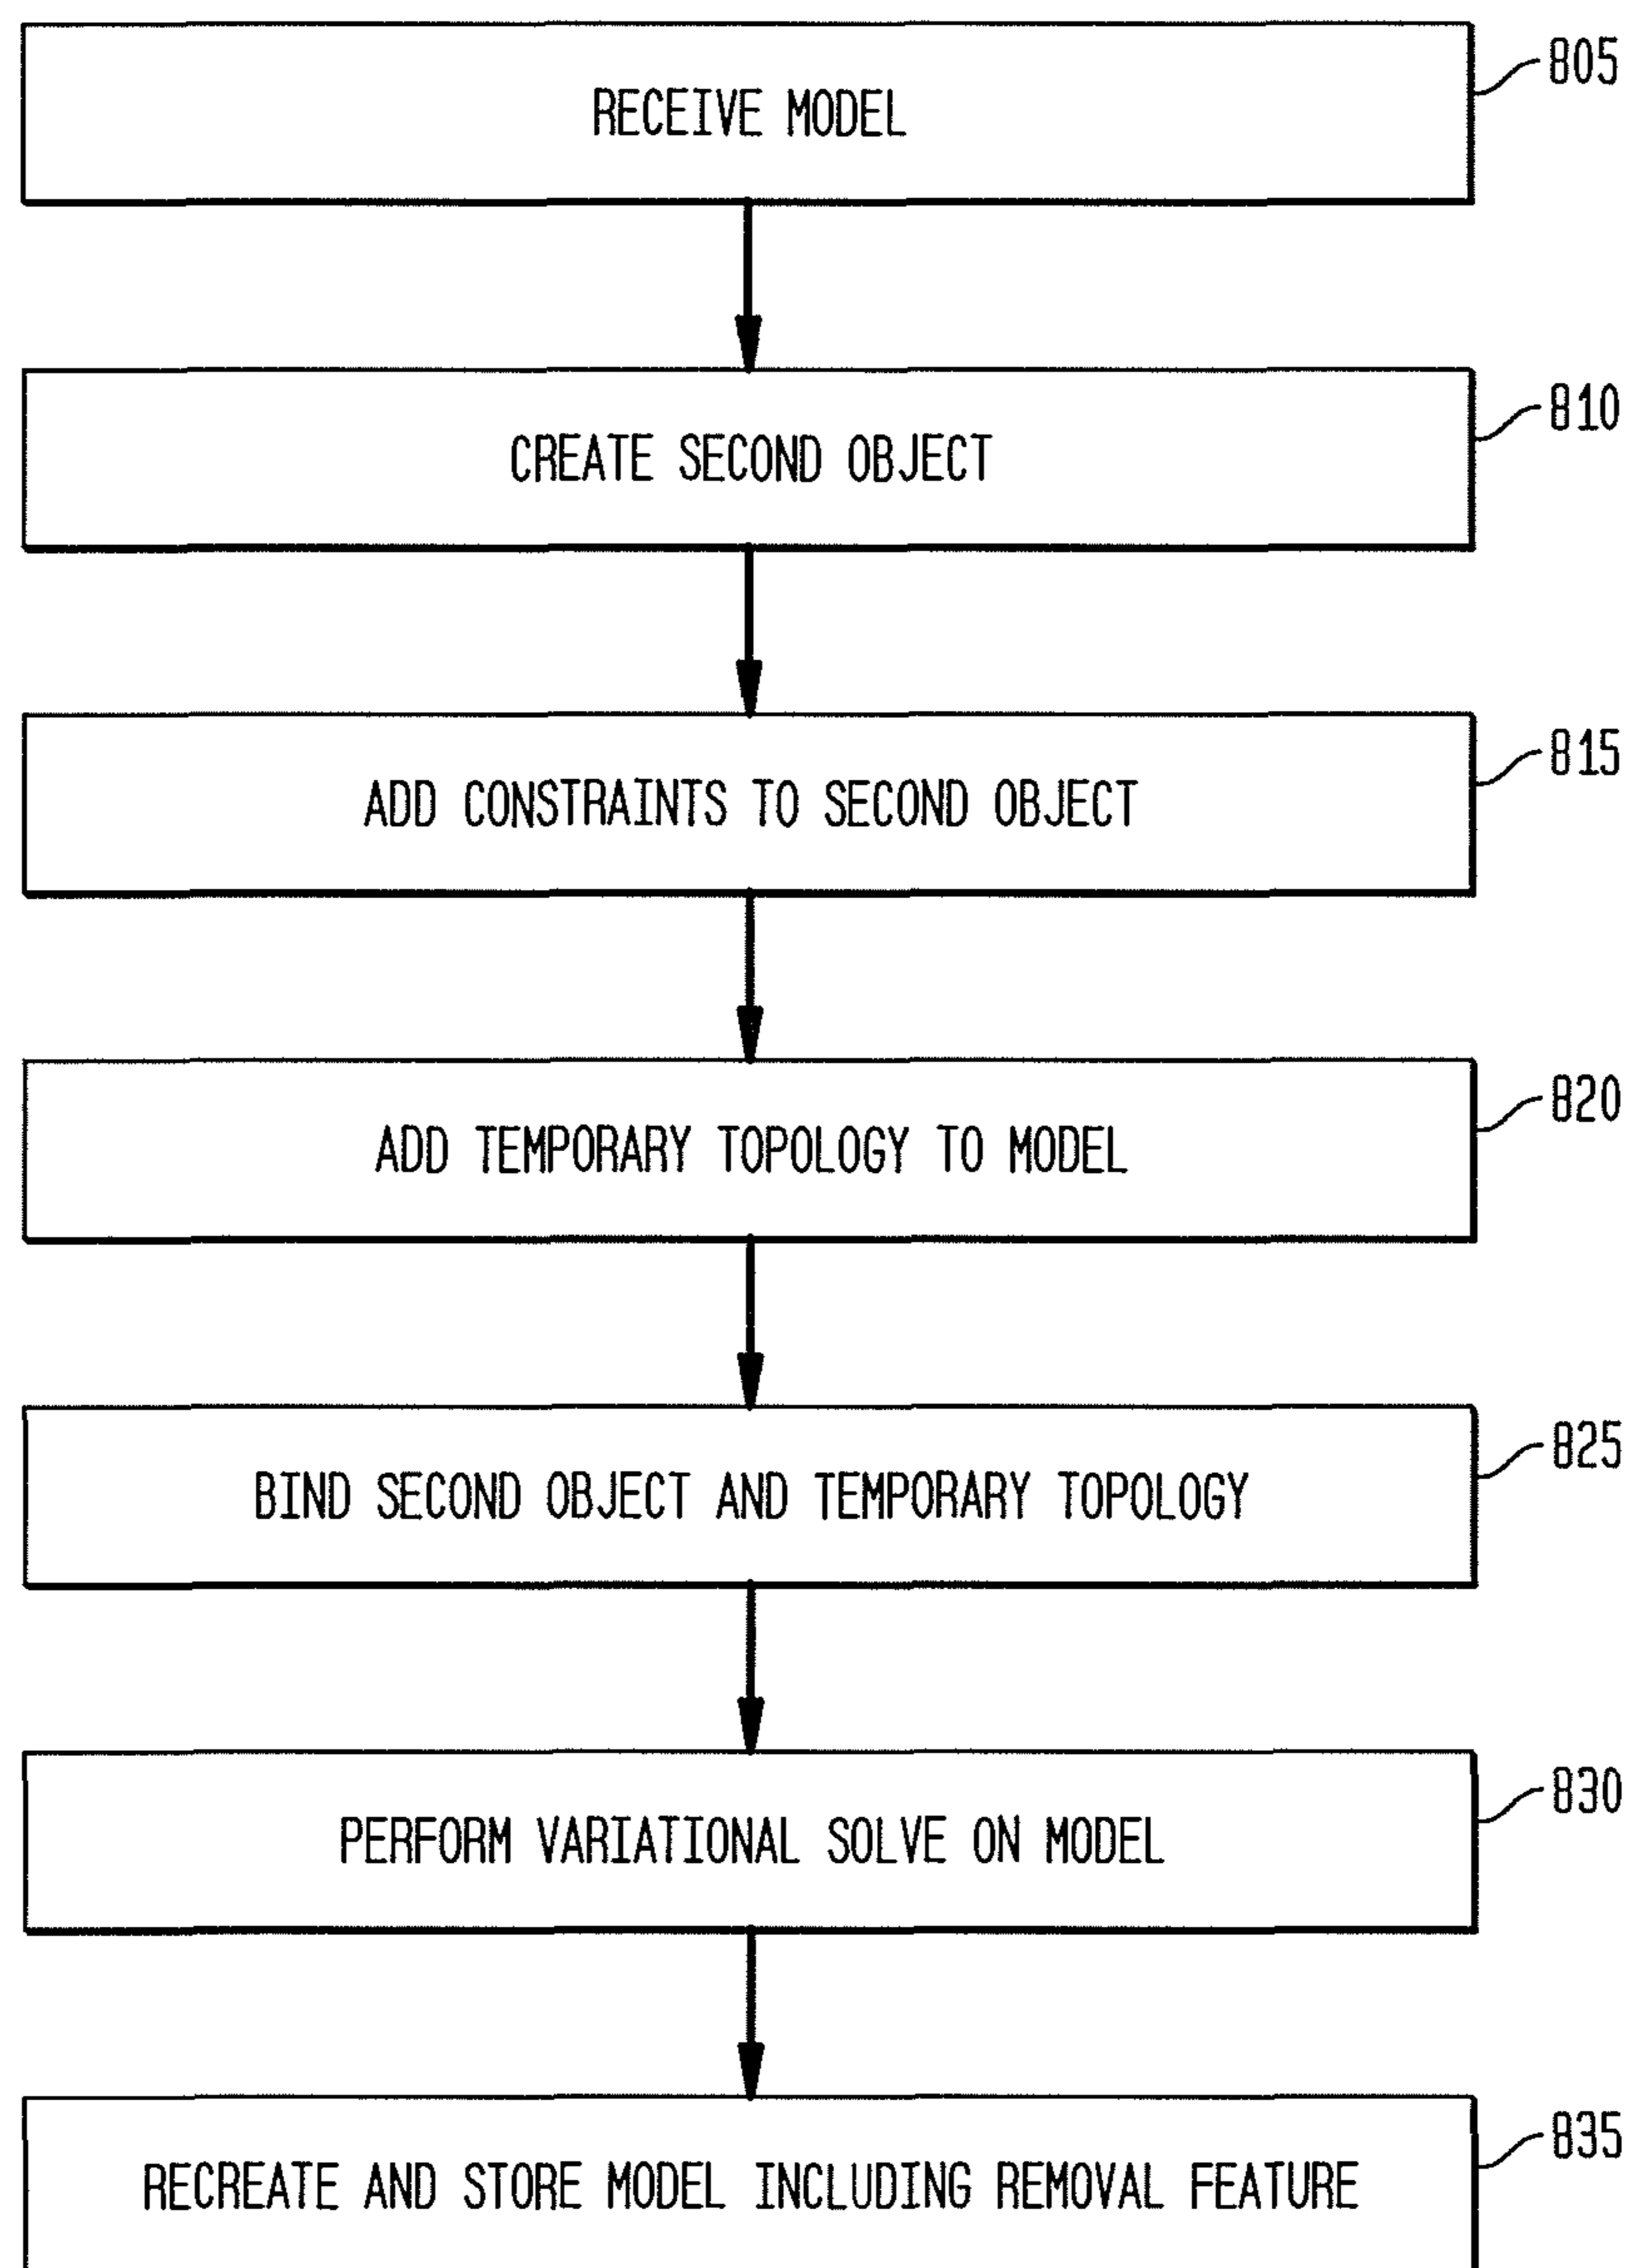 RECEIVE MODEL
805
CREATE SECOND OBJECT
810
ADD CONSTRAINTS TO SECOND OBJECT
815
ADD TEMPORARY TOPOLOGY TO MODEL
820
BIND SECOND OBJECT AND TEMPORARY TOPOLOGY
825
PERFORM VARIATIONAL SOLVE ON MODEL
830
RECREATE AND STORE MODEL INCLUDING REMOVAL FEATURE
835